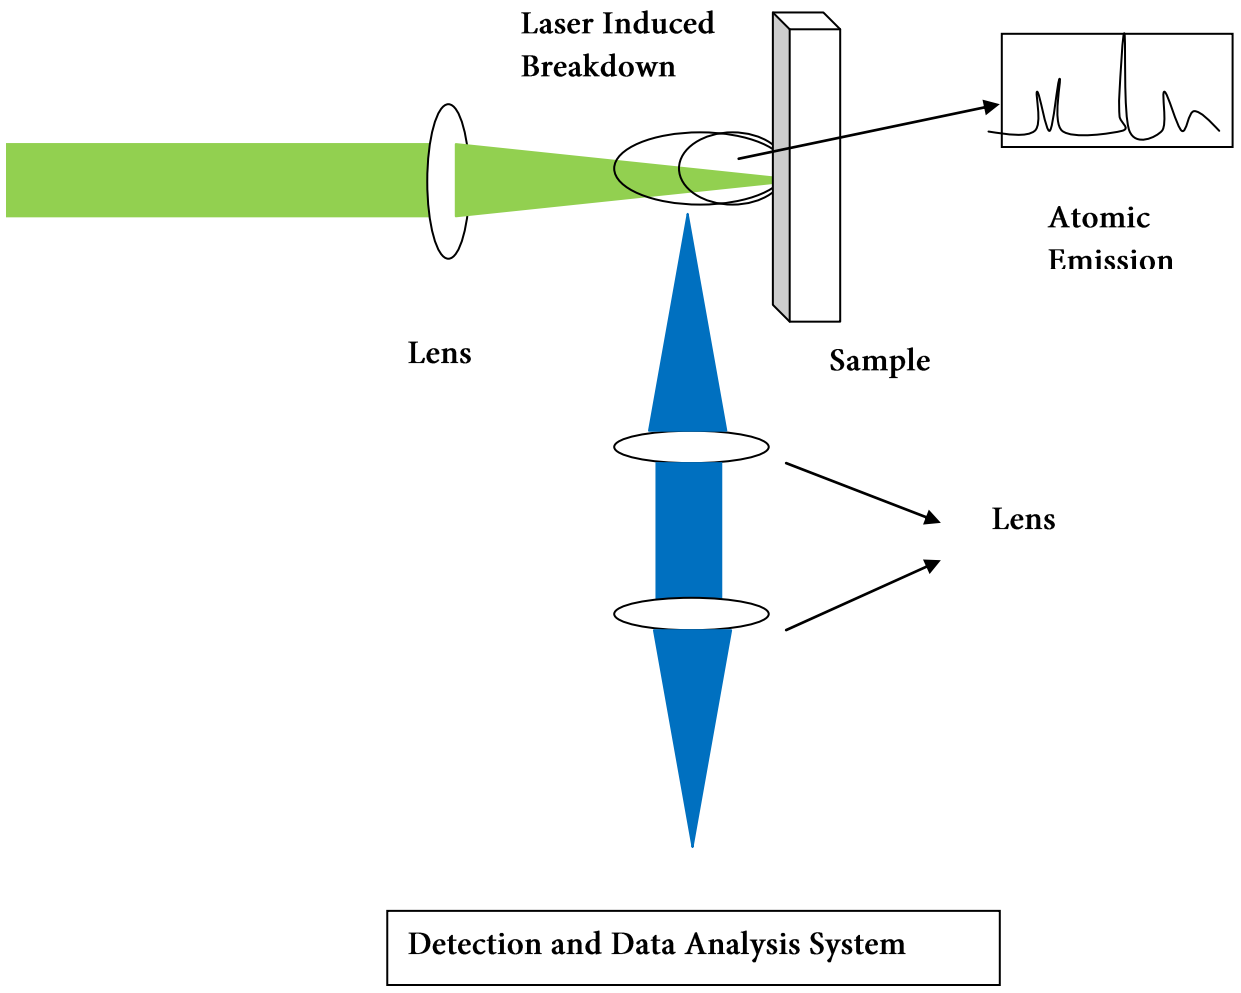 Laser Induced
Breakdown
Atomic
Emission
Lens
Sample
Lens
Detection and Data Analysis System